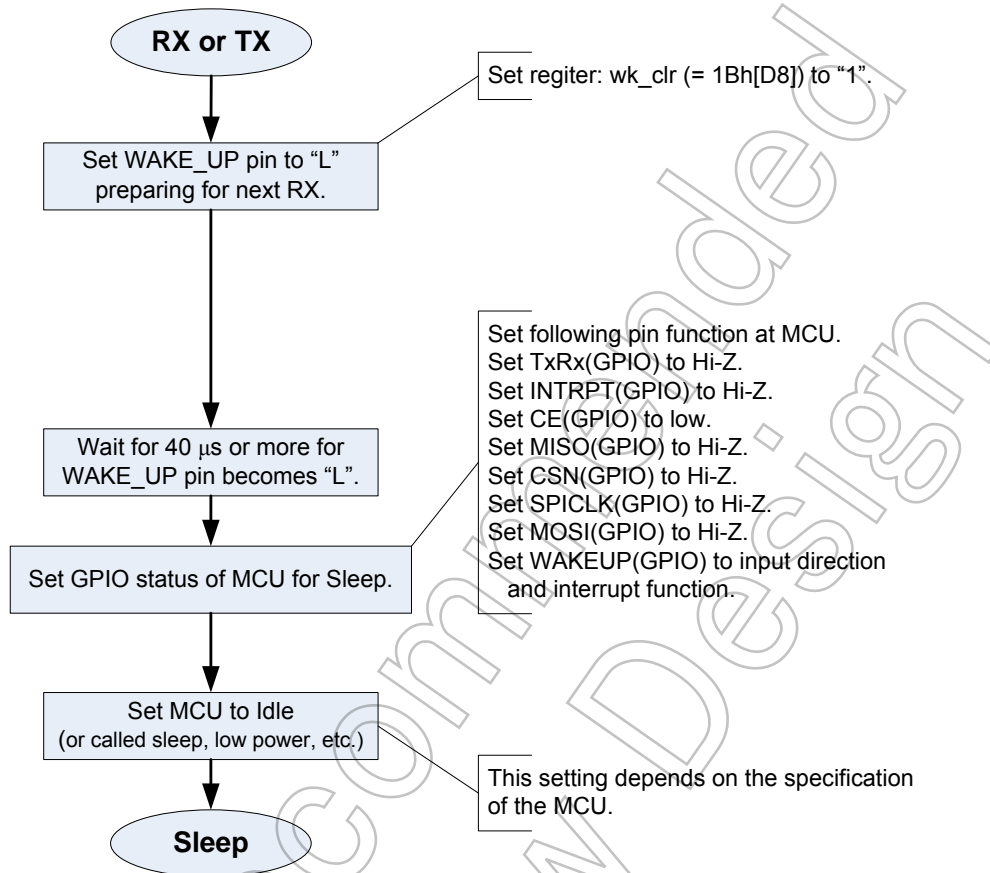 RX or TX
Set regiter: wk_clr (= 1Bh[D8]) to “1”.
Set WAKE_UP pin to “L”
preparing for next RX.
Set following pin function at MCU.
Set TxRx(GPIO) to Hi-Z.
Set INTRPT(GPIO) to Hi-Z.
Set CE(GPIO) to low.
Set MISO(GPIO) to Hi-Z.
Set CSN(GPIO) to Hi-Z.
Set SPICLK(GPIO) to Hi-Z.
Set MOSI(GPIO) to Hi-Z.
Set WAKEUP(GPIO) to input direction
and interrupt function.
Wait for 40 μs or more for
WAKE_UP pin becomes “L”.
Set GPIO status of MCU for Sleep.
Set MCU to Idle
(or called sleep, low power, etc.)
This setting depends on the specification
of the MCU.
Sleep
commended
w Design